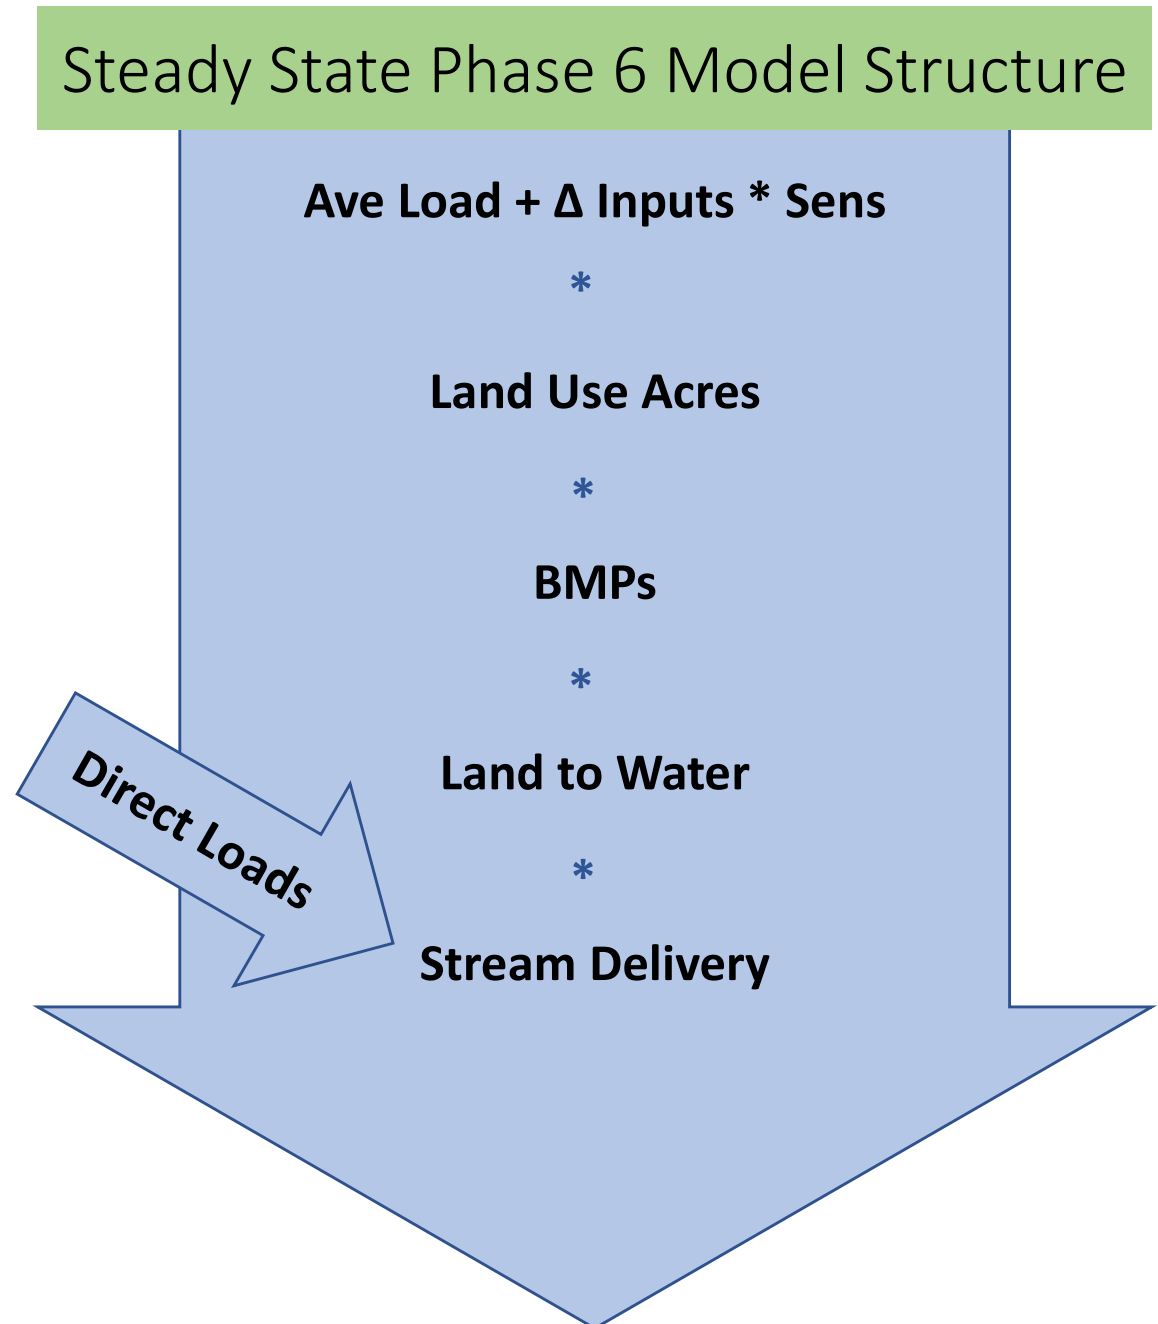 Steady State Phase 6 Model Structure
Ave Load + Δ Inputs * Sens
*
Land Use Acres
*
BMPs
*
Land to Water
Direct Loads
*
Stream Delivery